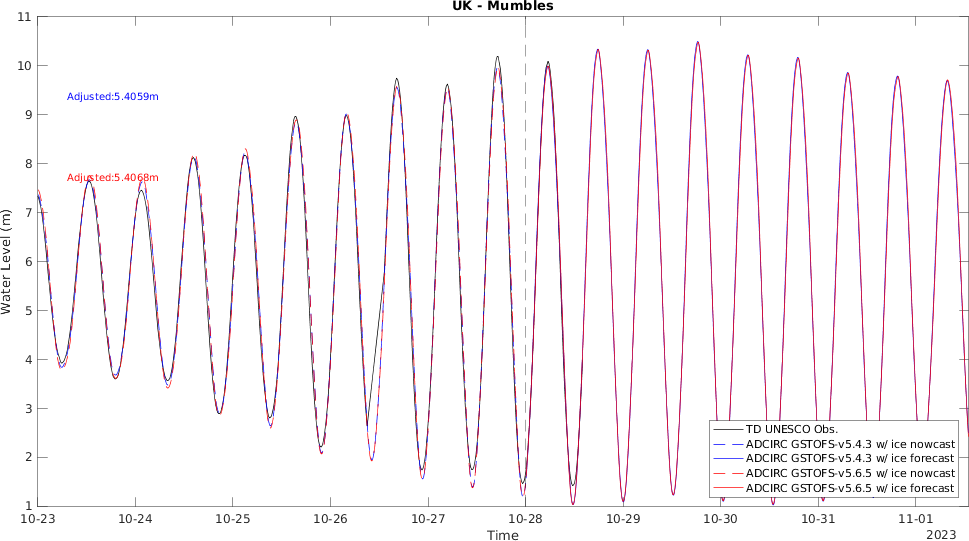 UK - Mumbles
11
10
9
8
7
6
5
4
3
2
1
Water Level (m)
Adjusted:5.4059m
Adjusted:5.4068m
TD UNESCO Obs.
ADCIRC GSTOFS-v5.4.3 w/ ice nowcast
ADCIRC GSTOFS-v5.4.3 w/ ice forecast
ADCIRC GSTOFS-v5.6.5 w/ ice nowcast
ADCIRC GSTOFS-v5.6.5 w/ ice forecast
10-23 10-24 10-25 10-26 10-27 10-28 10-29 10-30 10-31 11-01
Time
2023